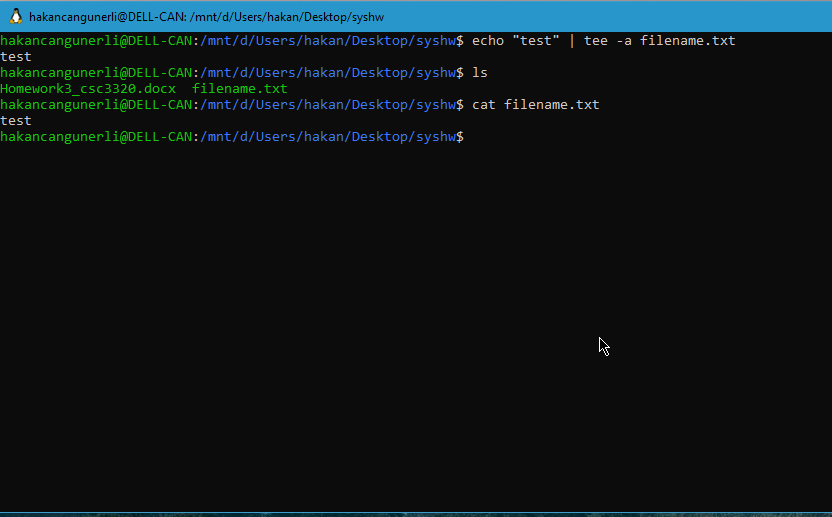 hakancangunerli@DELL-CAN: /mnt/d/Users/hakan/Desktop/syshw
hakancangunerli@DELL-CAN:/mnt/d/Users/hakan/Desktop/syshw$ echo "test" | tee -a filename.txt
test
hakancangunerli@DELL-CAN:/mnt/d/Users/hakan/Desktop/syshw$ ls
Homework3_csc3320.docx  filename.txt
hakancangunerli@DELL-CAN:/mnt/d/Users/hakan/Desktop/syshw$ cat filename.txt
test
hakancangunerli@DELL-CAN:/mnt/d/Users/hakan/Desktop/syshw$